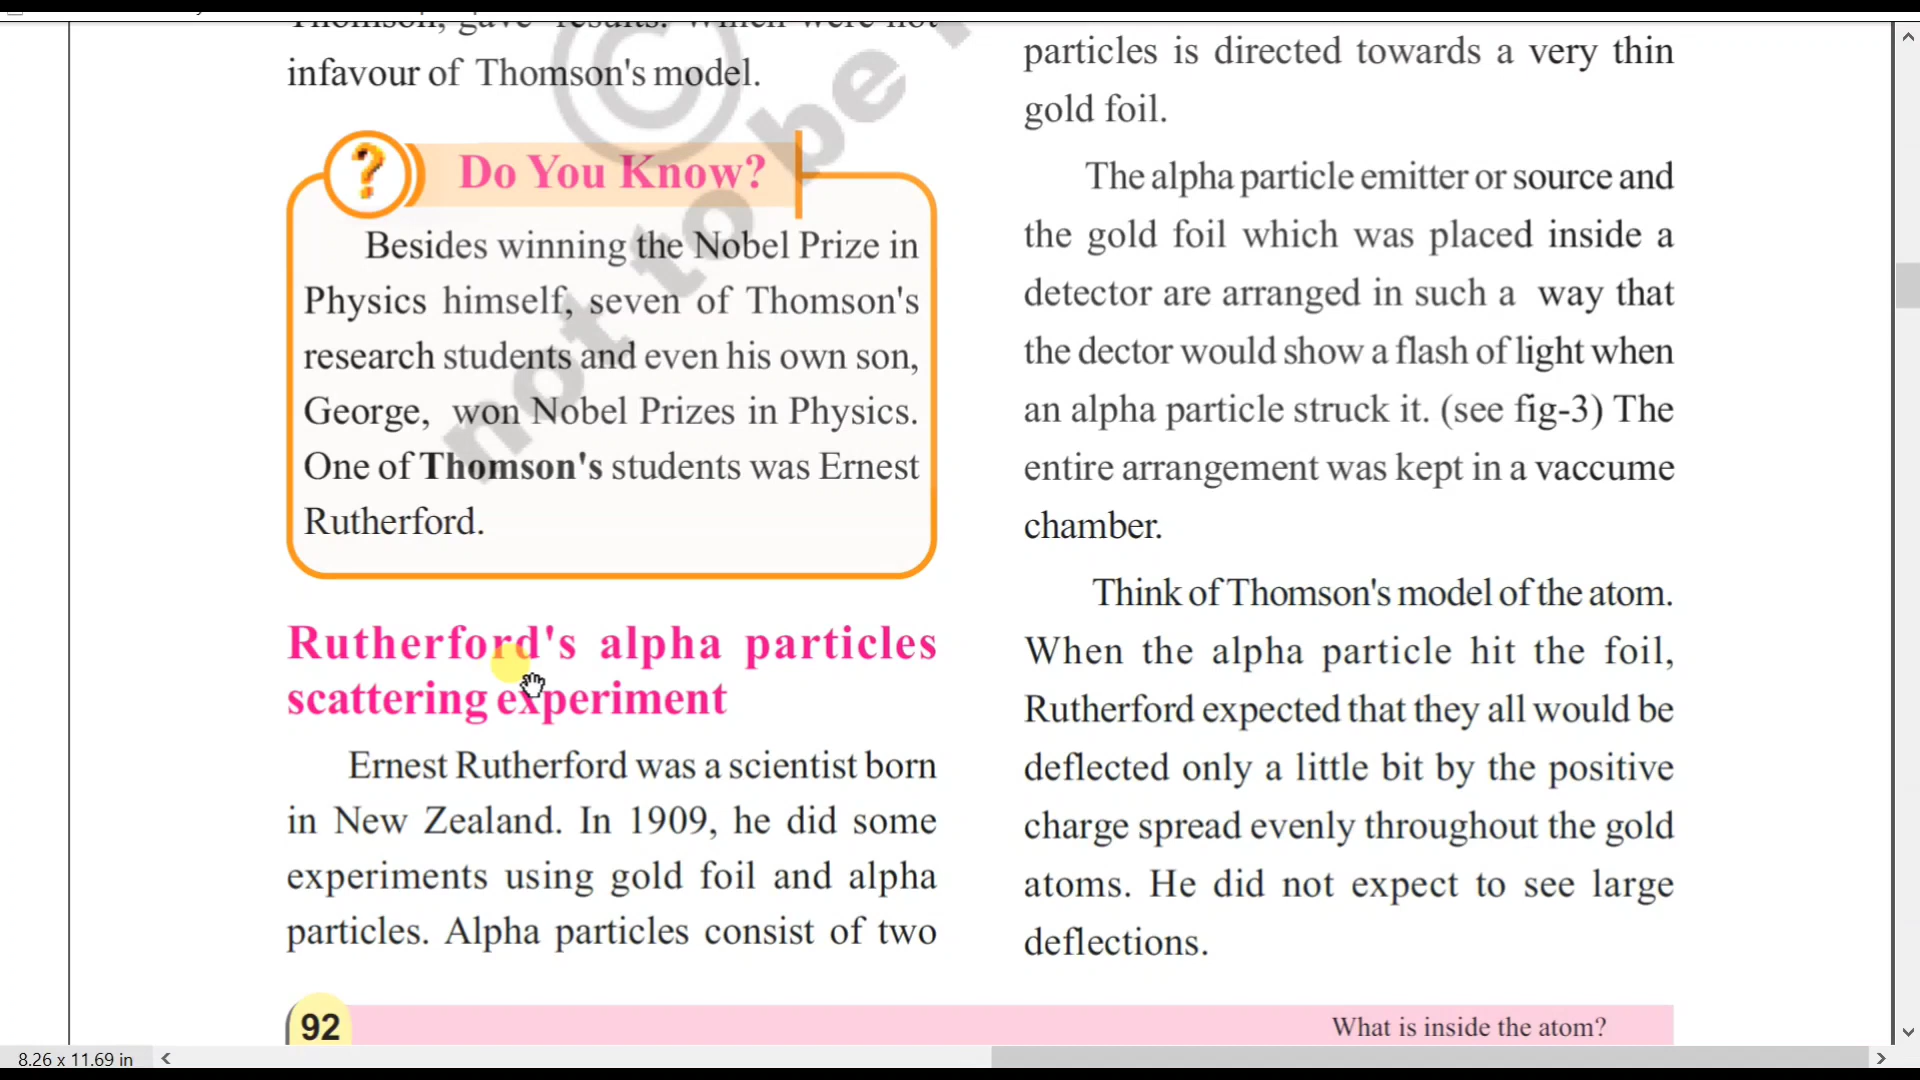 Thomson, gave results. Which were not
infavour of Thomson's model.
? Do You Know?
Besides winning the Nobel Prize in
Physics himself, seven of Thomson's
research students and even his own son,
George, won Nobel Prizes in Physics.
One of Thomson's students was Ernest
Rutherford.
Rutherford's alpha particles
scattering experiment
Ernest Rutherford was a scientist born
in New Zealand. In 1909, he did some
experiments using gold foil and alpha
particles. Alpha particles consist of two
particles is directed towards a very thin
gold foil.
The alpha particle emitter or source and
the gold foil which was placed inside a
detector are arranged in such a way that
the dector would show a flash of light when
an alpha particle struck it. (see fig-3) The
entire arrangement was kept in a vaccume
chamber.
Think of Thomson's model of the atom.
When the alpha particle hit the foil,
Rutherford expected that they all would be
deflected only a little bit by the positive
charge spread evenly throughout the gold
atoms. He did not expect to see large
deflections.
©
not to be
92
What is inside the atom?
8.26 x 11.69 in